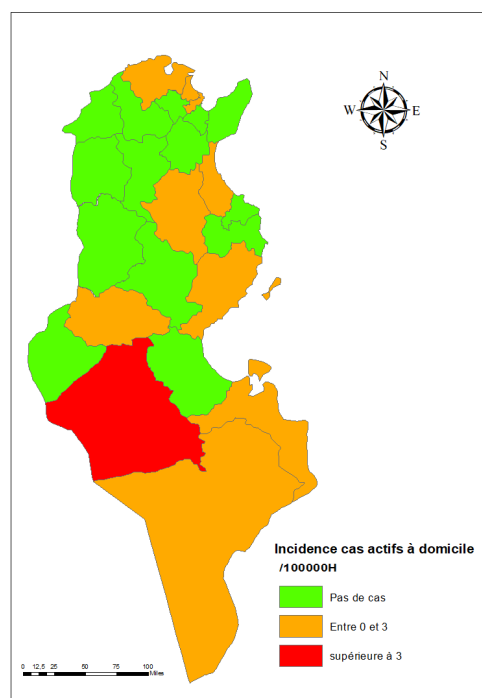 N
W E
S
Incidence cas actifs à domicile
/100000H
Pas de cas
Entre 0 et 3
supérieure à 3
0 12,5 25 50 75 100
Miles